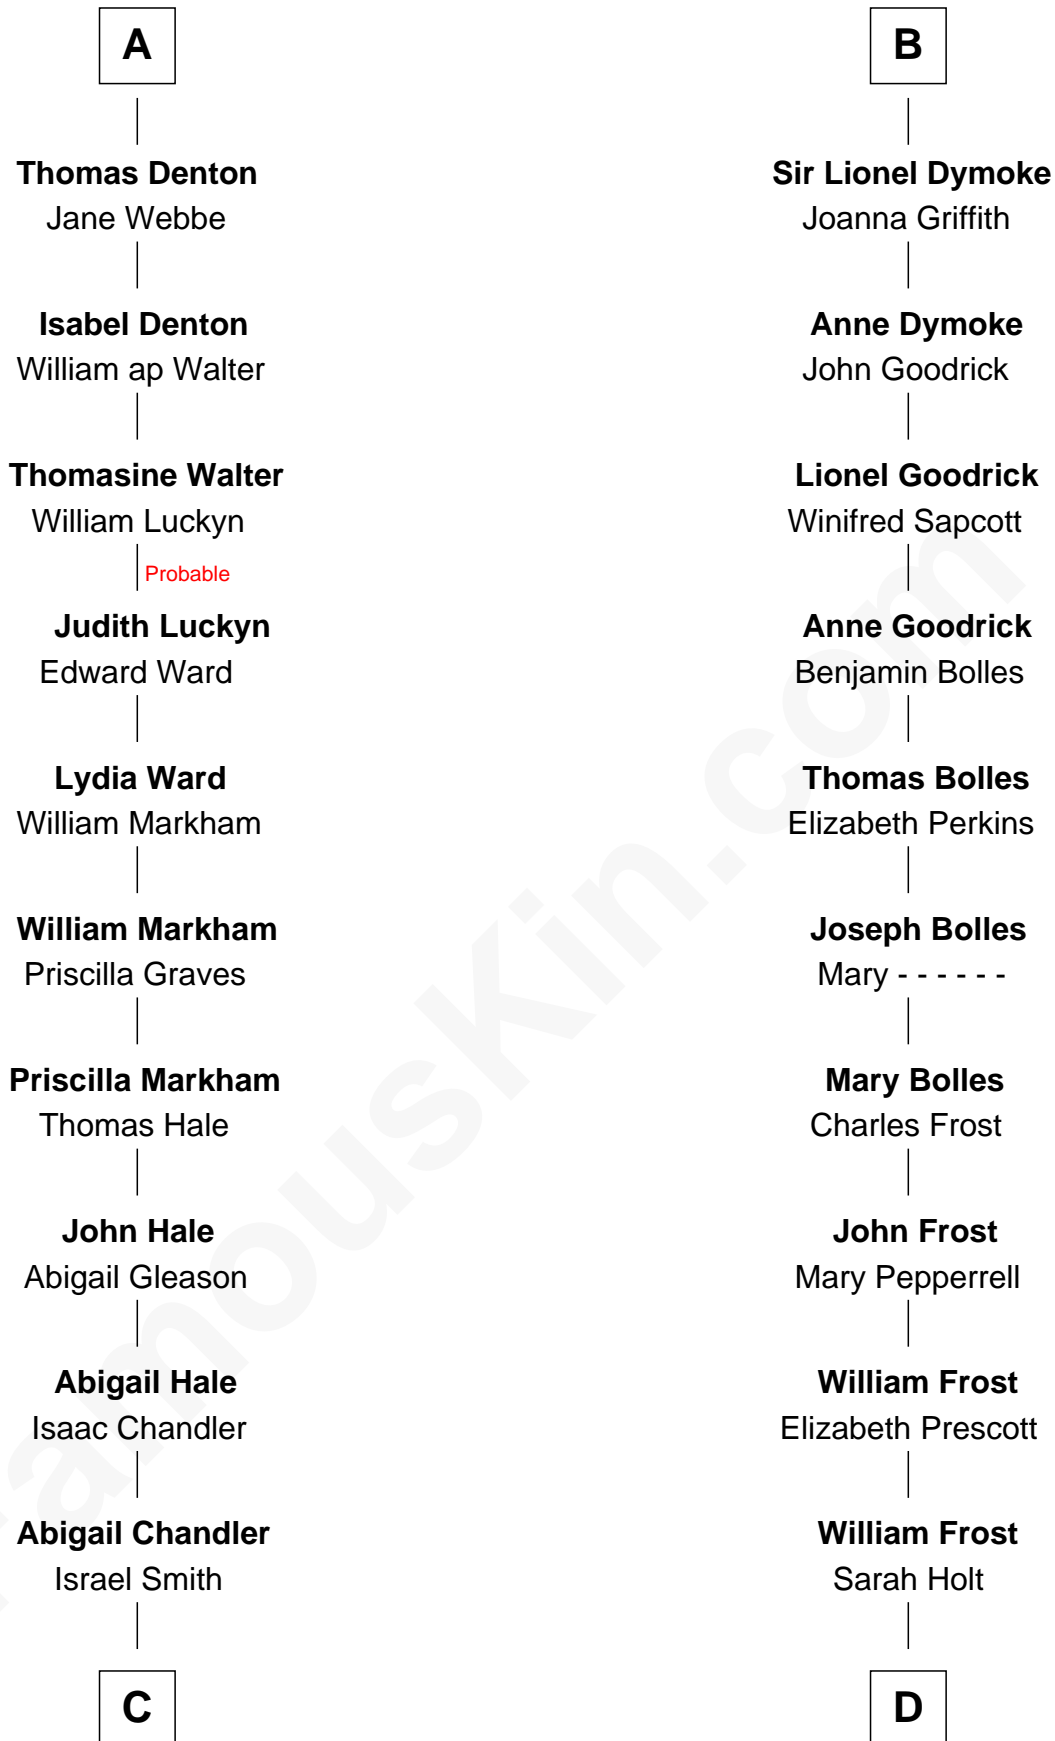 A
Thomas Denton
Jane Webbe
Isabel Denton
William ap Walter
Thomasine Walter
William Luckyn
Probable
Judith Luckyn
Edward Ward
Lydia Ward
William Markham
William Markham
Priscilla Graves
Priscilla Markham
Thomas Hale
John Hale
Abigail Gleason
Abigail Hale
Isaac Chandler
Abigail Chandler
Israel Smith
C
B
Sir Lionel Dymoke
Joanna Griffith
Anne Dymoke
John Goodrick
Lionel Goodrick
Winifred Sapcott
Anne Goodrick
Benjamin Bolles
Thomas Bolles
Elizabeth Perkins
Joseph Bolles
Mary - - - - - -
Mary Bolles
Charles Frost
John Frost
Mary Pepperrell
William Frost
Elizabeth Prescott
William Frost
Sarah Holt
D
FamousKin.com